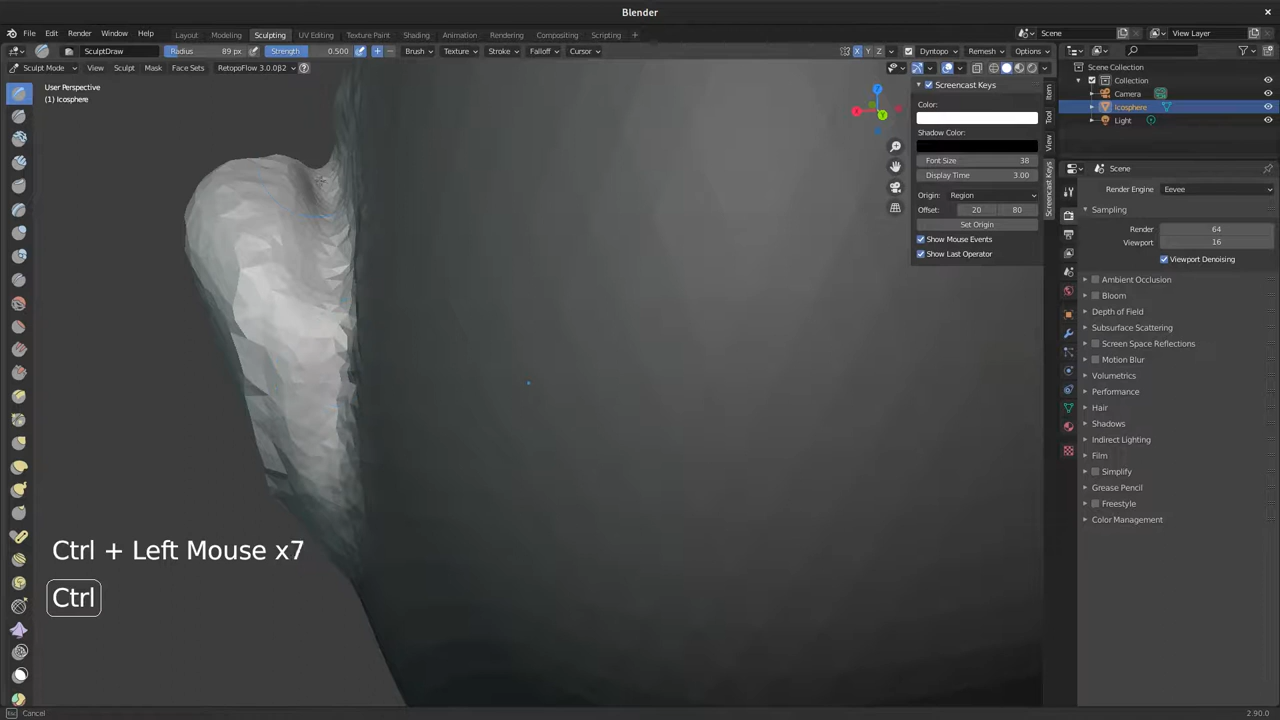 Blender
File Edit Render Window Help Layout Modeling Sculpting UV Editing Texture Paint Shading Animation Rendering Compositing Scripting + Scene View Layer
SculptDraw Radius 89 px Strength 0.500 Brush Texture Stroke Falloff Cursor X Y Z Dyntopo Remesh Options
Sculpt Mode View Sculpt Mask Face Sets RetopoFlow 3.0.0β2
User Perspective
(1) Icosphere
Screencast Keys
Color:
Shadow Color:
Font Size 38
Display Time 3.00
Origin: Region
Offset: 20 80
Set Origin
Show Mouse Events
Show Last Operator
Item
Tool
View
Screencast Keys
Scene Collection
Collection
Camera
Icosphere
Light
Scene
Render Engine Eevee
Sampling
Render 64
Viewport 16
Viewport Denoising
Ambient Occlusion
Bloom
Depth of Field
Subsurface Scattering
Screen Space Reflections
Motion Blur
Volumetrics
Performance
Hair
Shadows
Indirect Lighting
Film
Simplify
Grease Pencil
Freestyle
Color Management
Ctrl + Left Mouse x7
Ctrl
Esc Cancel 2.90.0